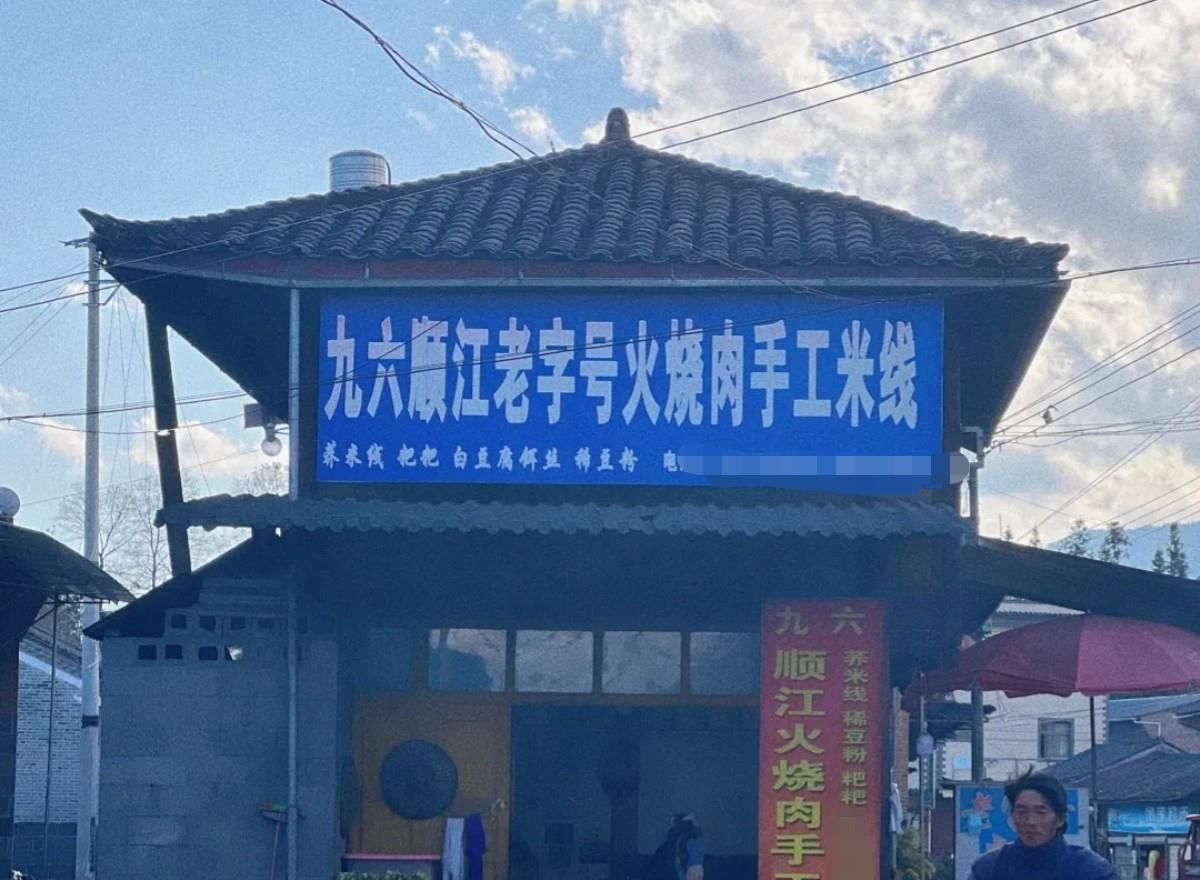 九六顺江老字号火烧肉手工米线
荞米线 粑粑 白豆腐饵丝 稀豆粉 电
九六
顺江火烧肉手工
荞米线 稀豆粉 粑粑